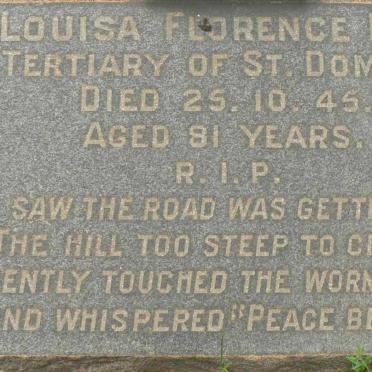 LOUISA FLORENCE
TERTIARY OF ST. DOM
DIED 25. 10. 45.
AGED 81 YEARS.
R. I. P.
SAW THE ROAD WAS GETT
THE HILL TOO STEEP TO C
ENTLY TOUCHED THE WORN
ND WHISPERED "PEACE BE